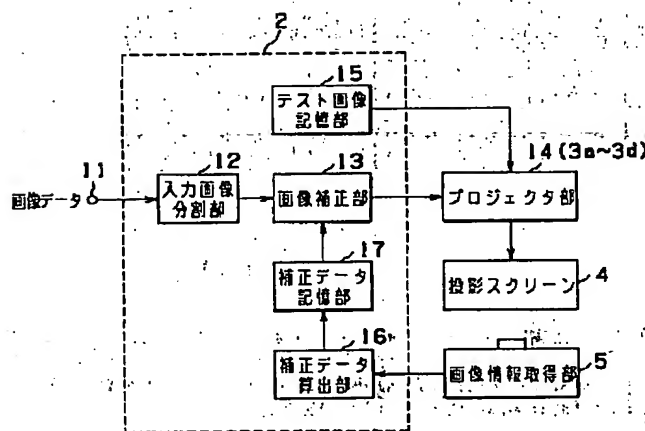 2
15
テスト画像
記憶部
14(3a~3d)
12
13
11
画像データ
入力画像
分割部
画像補正部
プロジェクタ部
17
補正データ
記憶部
投影スクリーン
4
16
補正データ
算出部
画像情報取得部
5